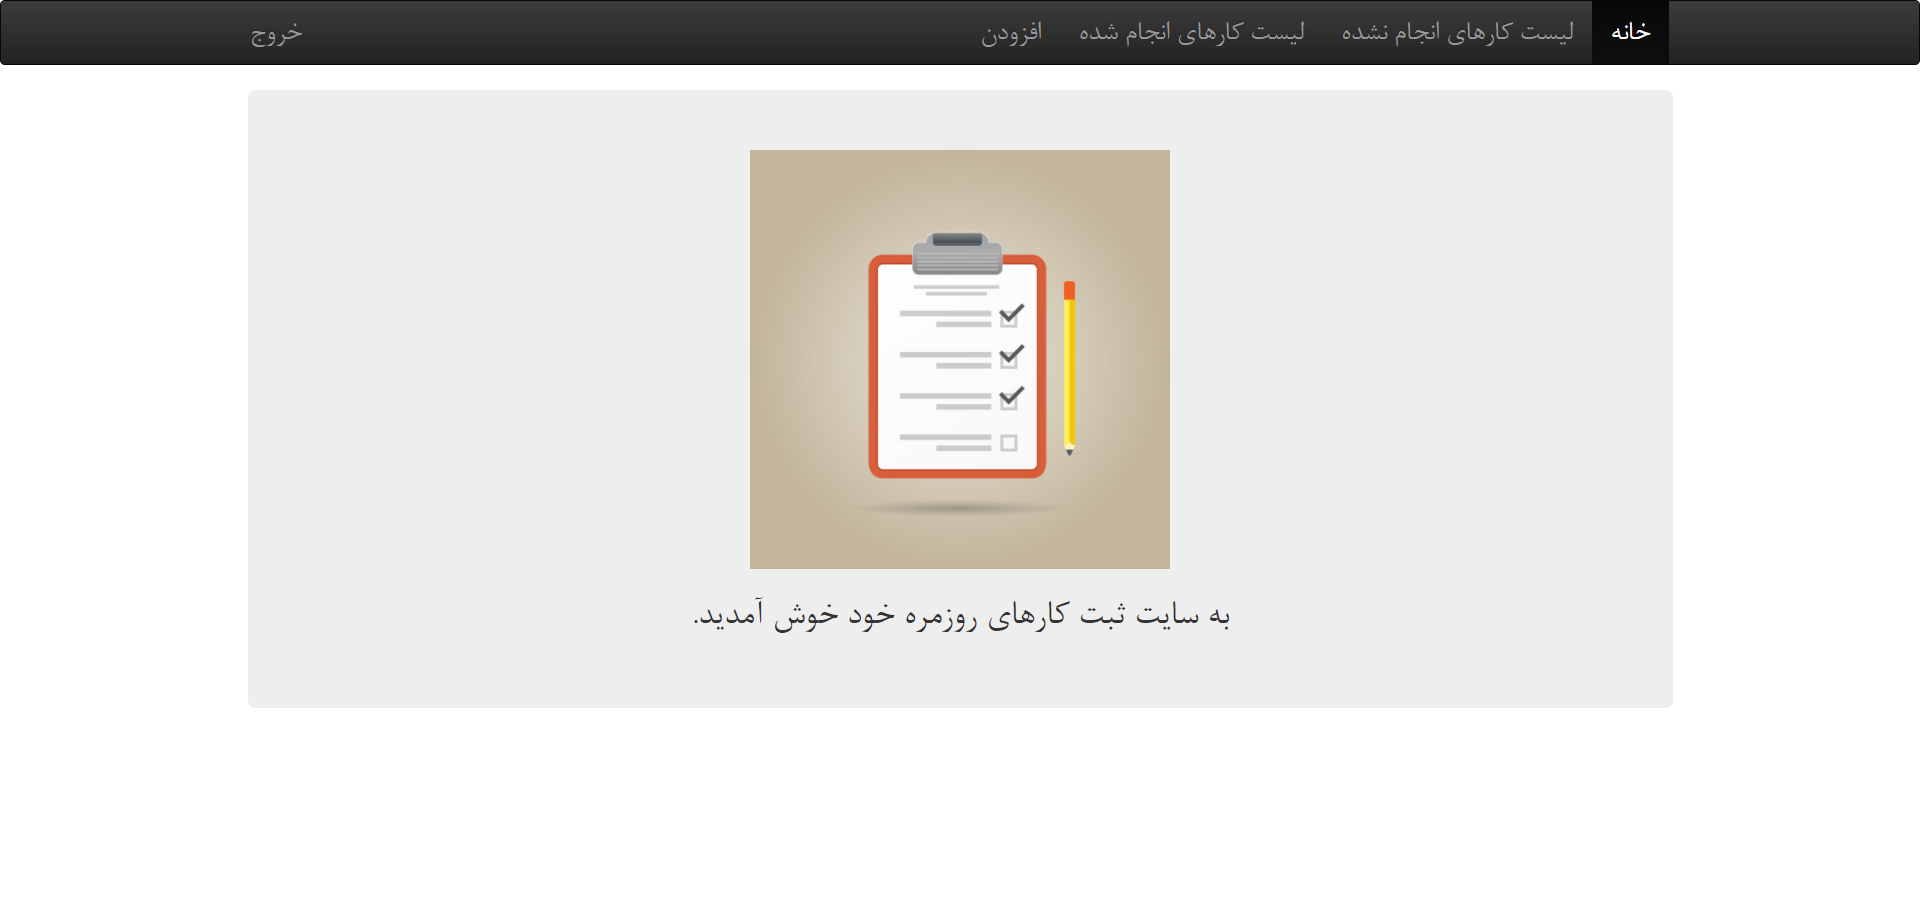 خانه
لیست کارهای انجام نشده
لیست کارهای انجام شده
افزودن
خروج
به سایت ثبت کارهای روزمره خود خوش آمدید.